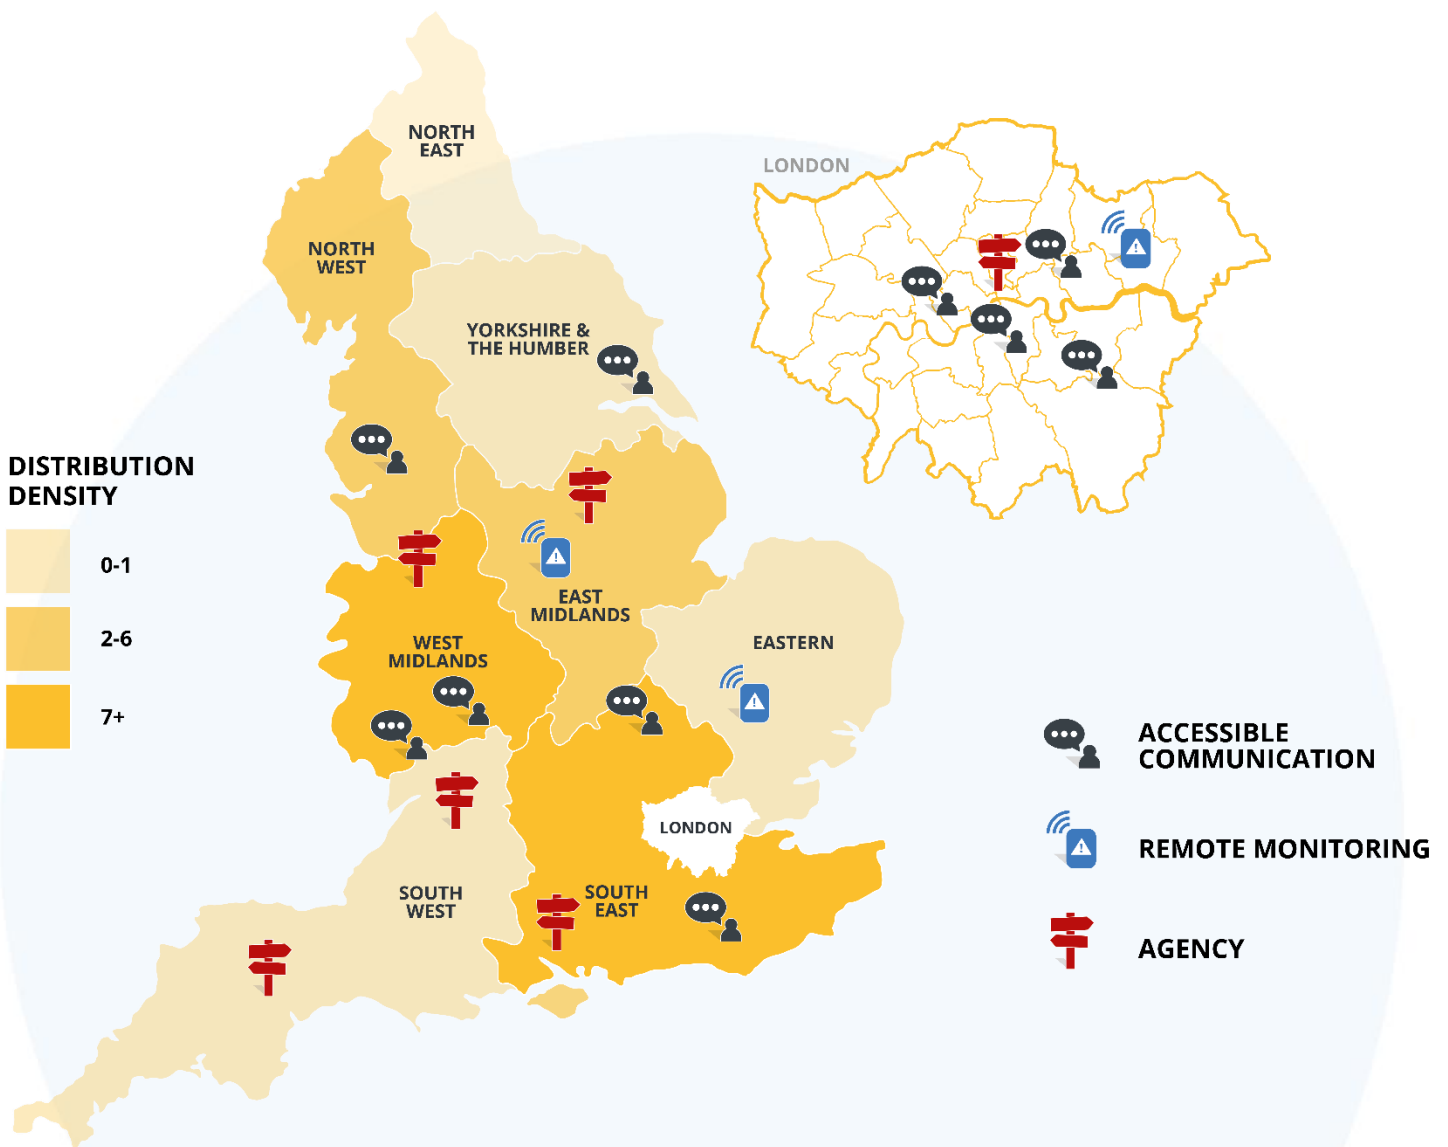 NORTH
EAST
LONDON
NORTH
WEST
YORKSHIRE &
THE HUMBER
DISTRIBUTION
DENSITY
0-1
2-6
7+
EAST
MIDLANDS
WEST
MIDLANDS
EASTERN
LONDON
SOUTH
WEST
SOUTH
EAST
ACCESSIBLE
COMMUNICATION
REMOTE MONITORING
AGENCY